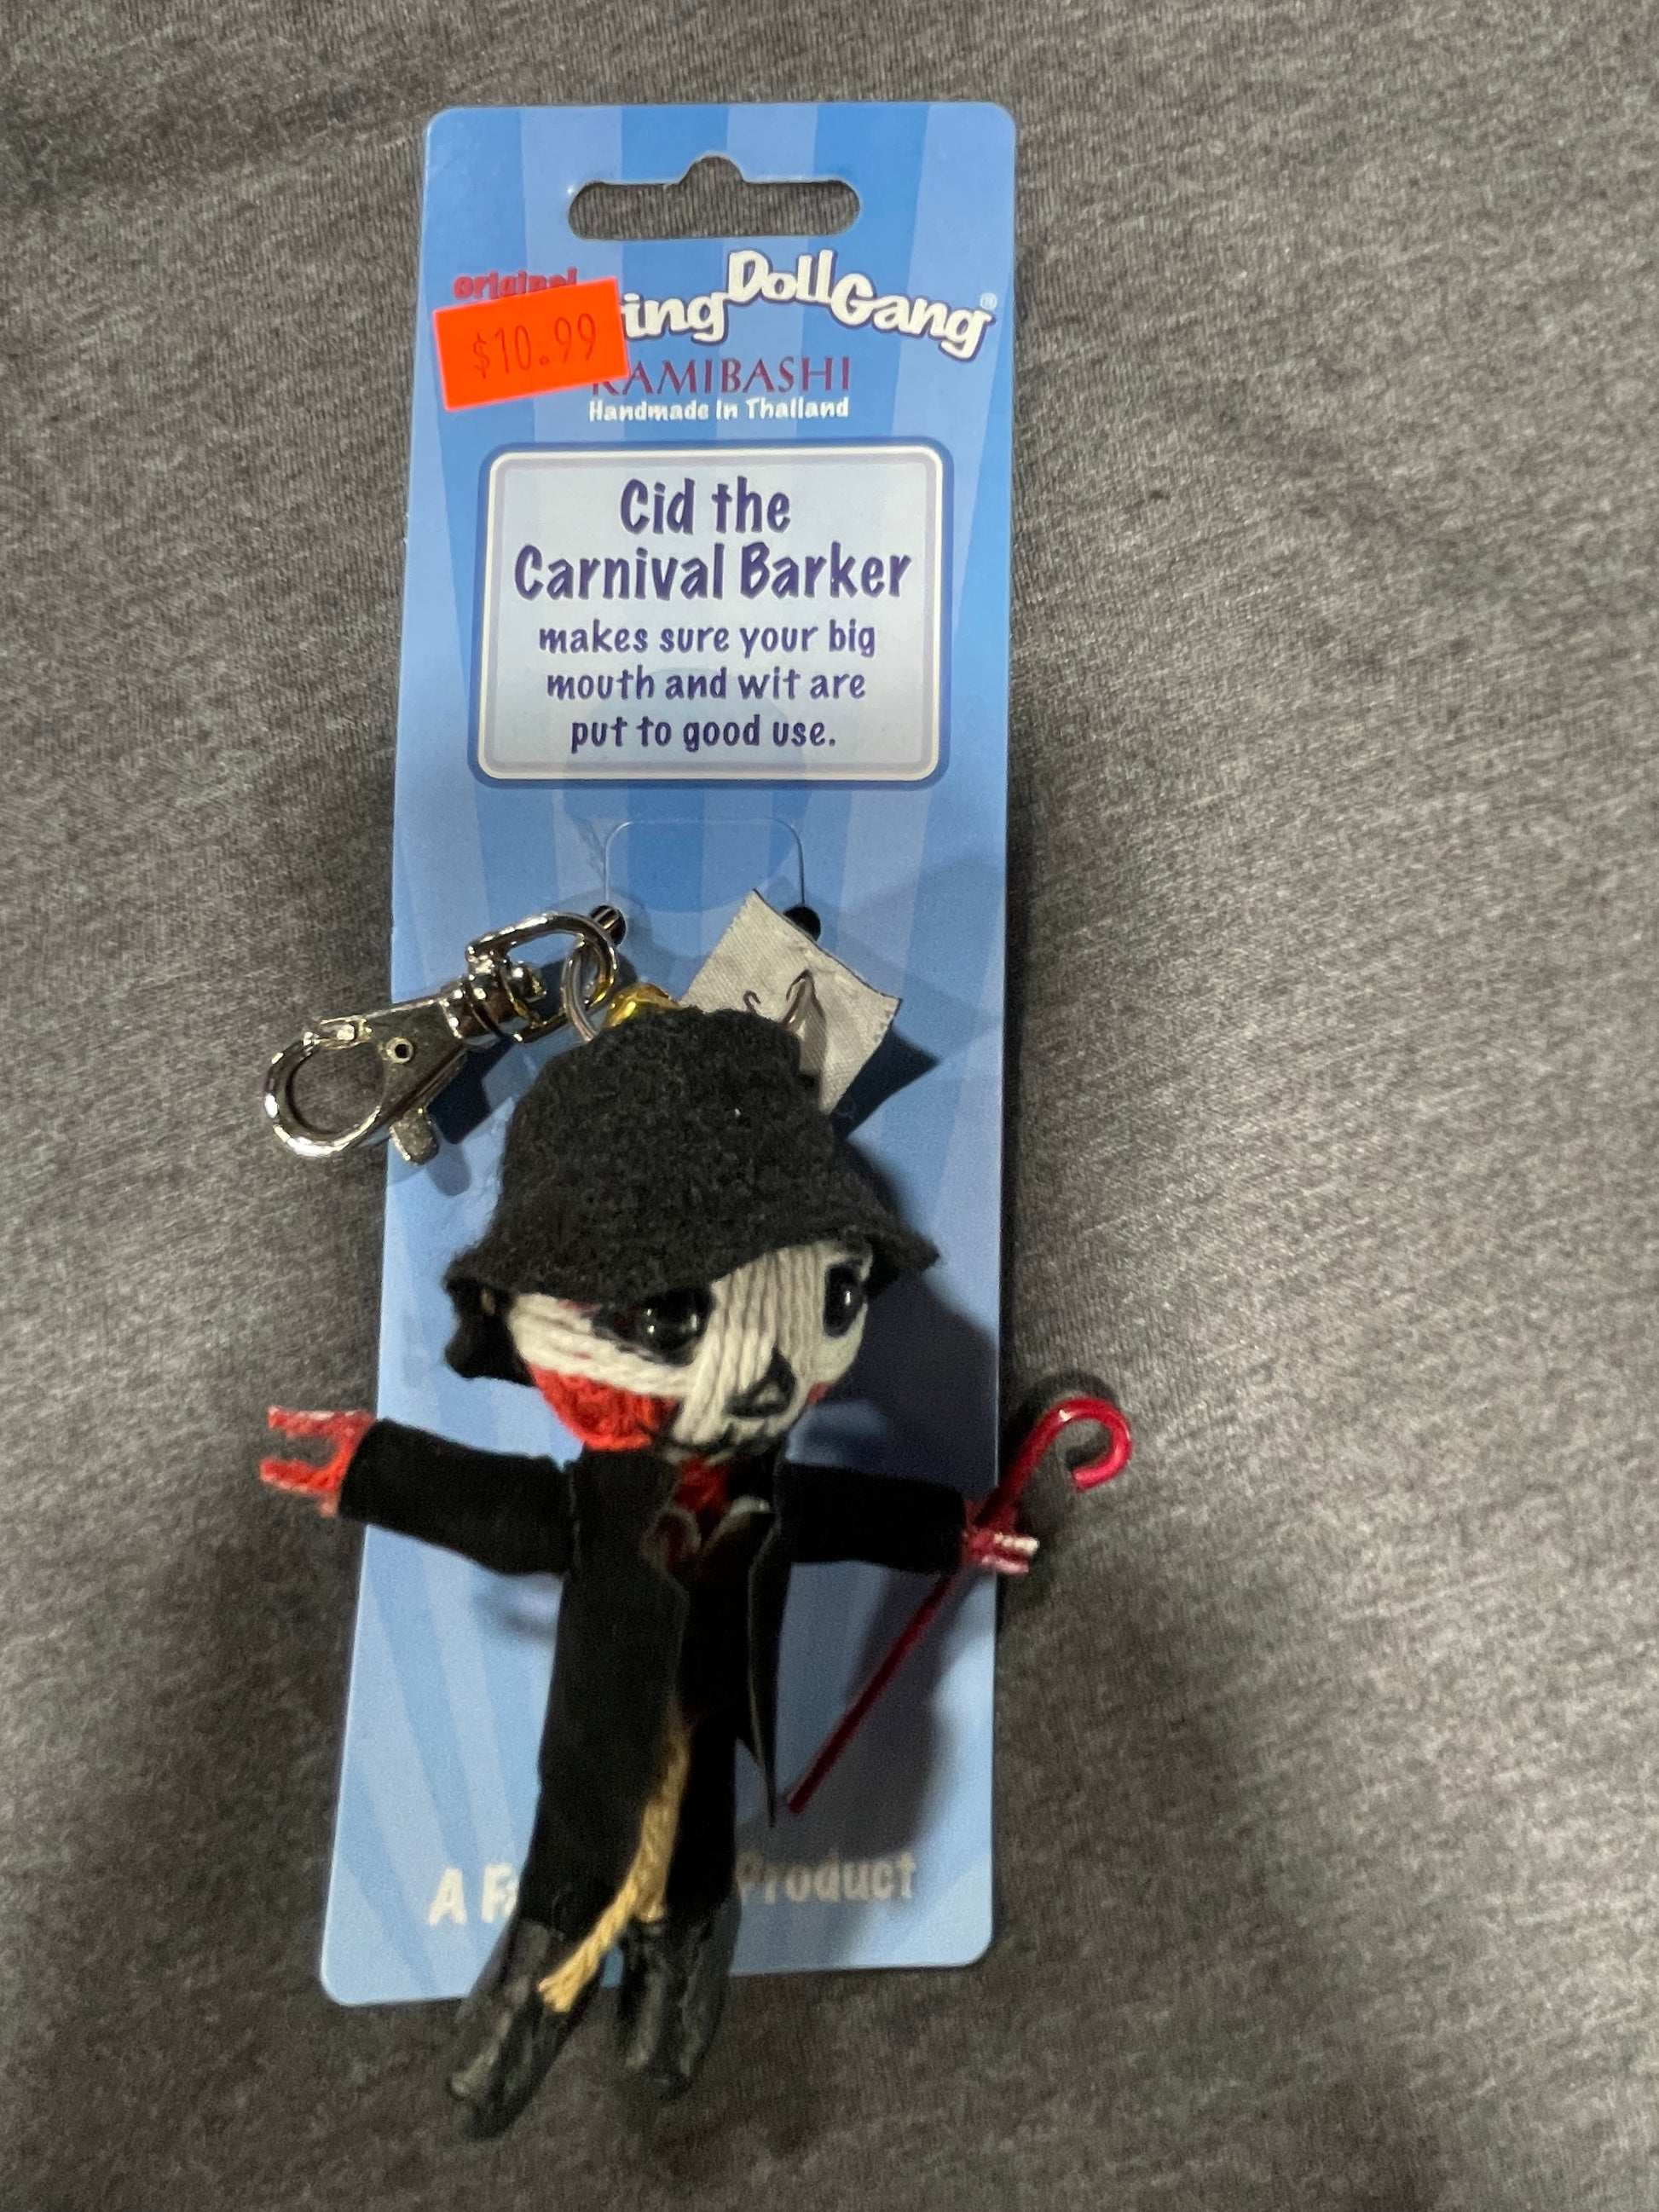 original
$10.99
ingDollGang®
KAMIBASHI
Handmade in Thailand
Cid the
Carnival Barker
makes sure your big
mouth and wit are
put to good use.
A Product